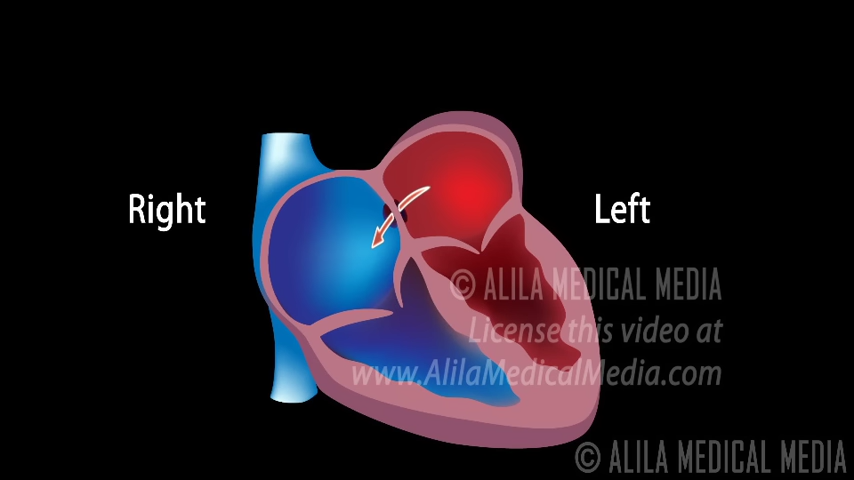 Right
Left
© ALILA MEDICAL MEDIA
License this video at
www.AlilaMedicalMedia.com
© ALILA MEDICAL MEDIA